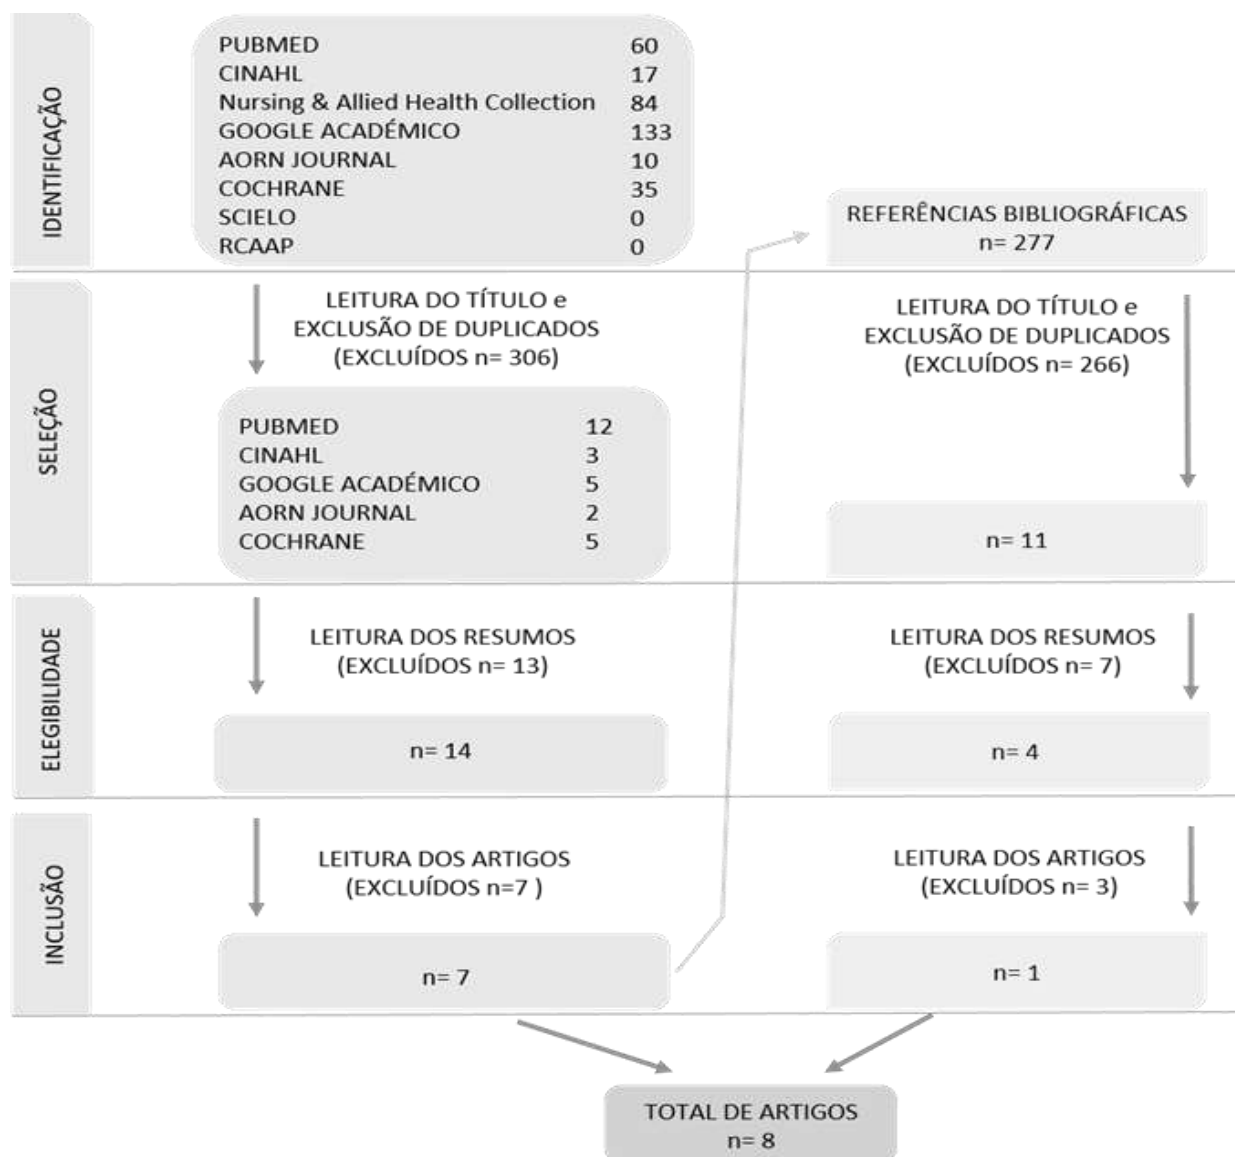 IDENTIFICAÇÃO
PUBMED 60
CINAHL 17
Nursing & Allied Health Collection 84
GOOGLE ACADÉMICO 133
AORN JOURNAL 10
COCHRANE 35
SCIELO 0
RCAAP 0
REFERÊNCIAS BIBLIOGRÁFICAS
n= 277
SELEÇÃO
LEITURA DO TÍTULO e
EXCLUSÃO DE DUPLICADOS
(EXCLUÍDOS n= 306)
PUBMED 12
CINAHL 3
GOOGLE ACADÉMICO 5
AORN JOURNAL 2
COCHRANE 5
LEITURA DO TÍTULO e
EXCLUSÃO DE DUPLICADOS
(EXCLUÍDOS n= 266)
n= 11
ELEGIBILIDADE
LEITURA DOS RESUMOS
(EXCLUÍDOS n= 13)
n= 14
LEITURA DOS RESUMOS
(EXCLUÍDOS n= 7)
n= 4
INCLUSÃO
LEITURA DOS ARTIGOS
(EXCLUÍDOS n=7 )
n= 7
LEITURA DOS ARTIGOS
(EXCLUÍDOS n= 3)
n= 1
TOTAL DE ARTIGOS
n= 8